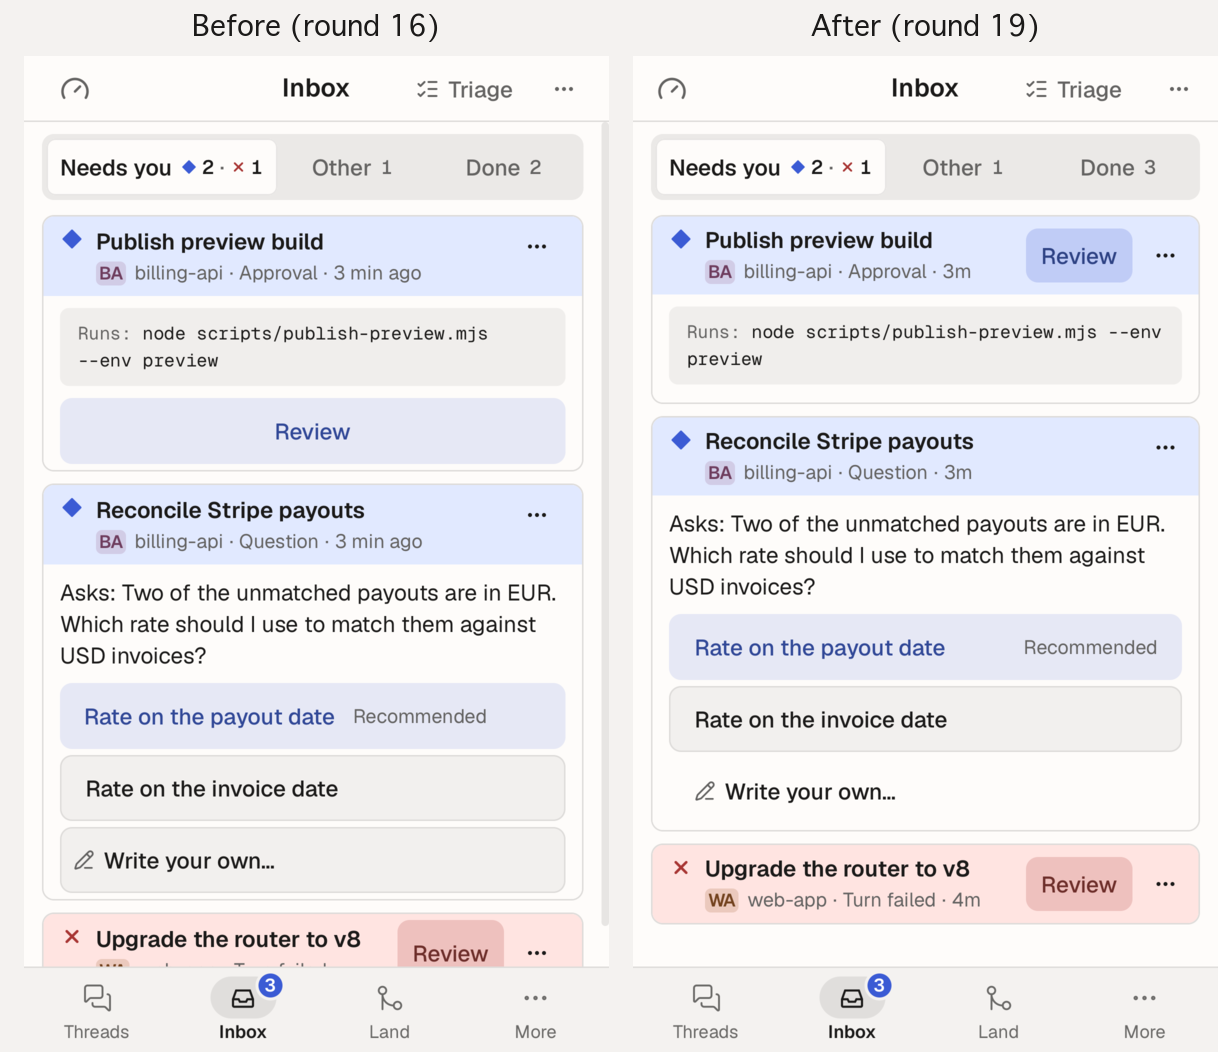 Before (round 16)
Inbox
Triage
Needs you 2 · × 1
Other 1
Done 2
Publish preview build
BA billing-api · Approval · 3 min ago
Runs: node scripts/publish-preview.mjs
--env preview
Review
Reconcile Stripe payouts
BA billing-api · Question · 3 min ago
Asks: Two of the unmatched payouts are in EUR.
Which rate should I use to match them against
USD invoices?
Rate on the payout date Recommended
Rate on the invoice date
Write your own...
Upgrade the router to v8
Review
3
Threads
Inbox
Land
More
After (round 19)
Inbox
Triage
Needs you 2 · × 1
Other 1
Done 3
Publish preview build
BA billing-api · Approval · 3m
Review
Runs: node scripts/publish-preview.mjs --env
preview
Reconcile Stripe payouts
BA billing-api · Question · 3m
Asks: Two of the unmatched payouts are in EUR.
Which rate should I use to match them against
USD invoices?
Rate on the payout date Recommended
Rate on the invoice date
Write your own...
Upgrade the router to v8
WA web-app · Turn failed · 4m
Review
3
Threads
Inbox
Land
More